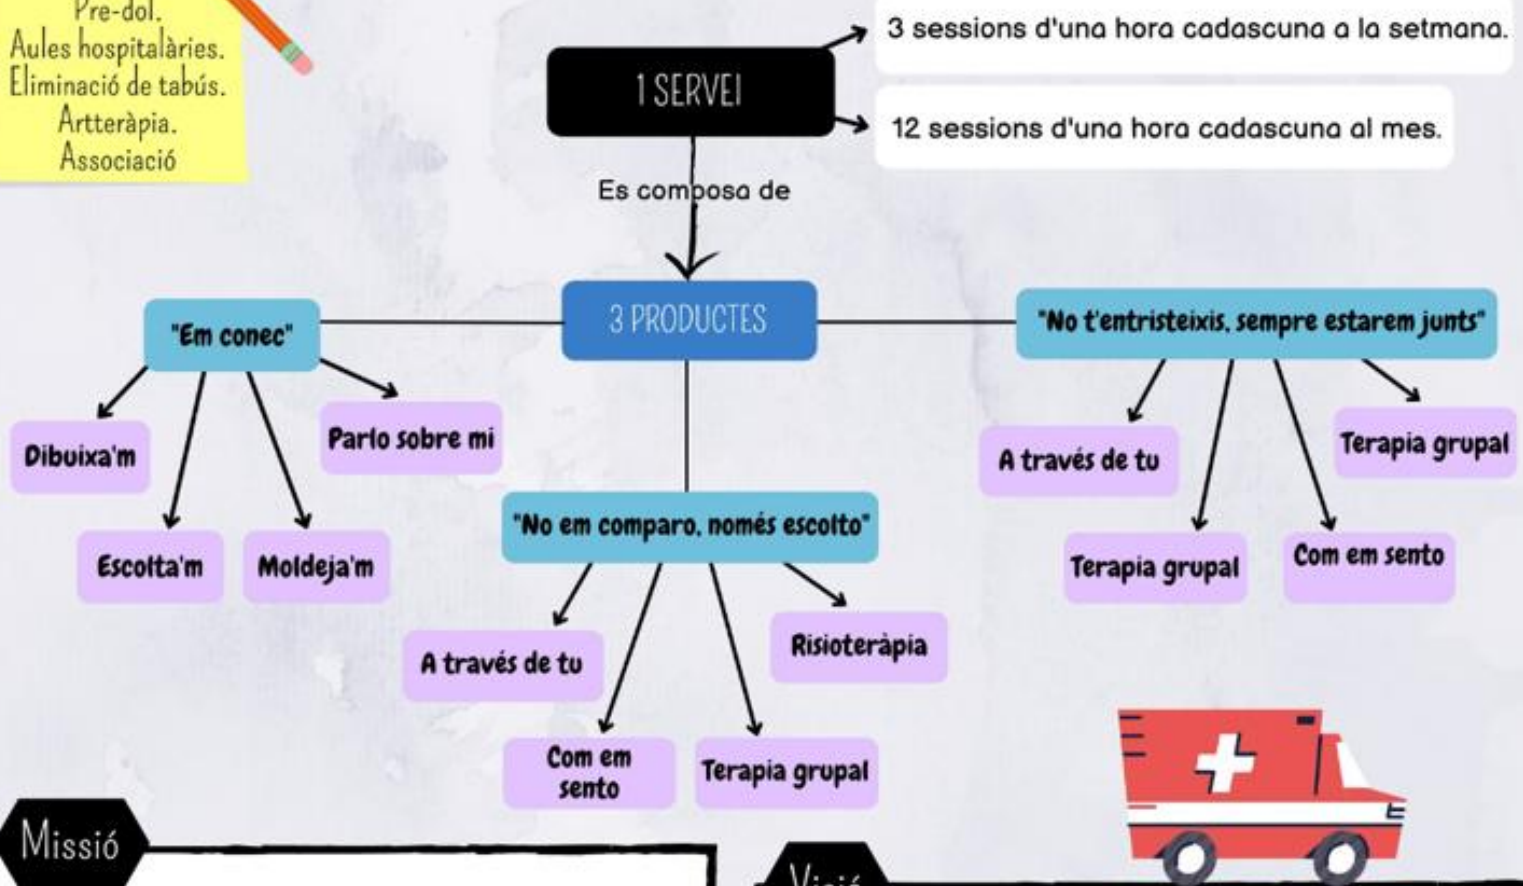 Pre-dol.
Aules hospitalàries.
Eliminació de tabús.
Artteràpia.
Associació
1 SERVEI
3 sessions d'una hora cadascuna a la setmana.
12 sessions d'una hora cadascuna al mes.
Es composa de
3 PRODUCTES
"Em conec"
"No t'entristeixis, sempre estarem junts"
Dibuixa'm
Parlo sobre mi
Escolta'm
Moldeja'm
"No em comparo, només escolto"
A través de tu
Com em
sento
Terapia grupal
Risioteràpia
A través de tu
Terapia grupal
Com em sento
Terapia grupal
Missió
Visió